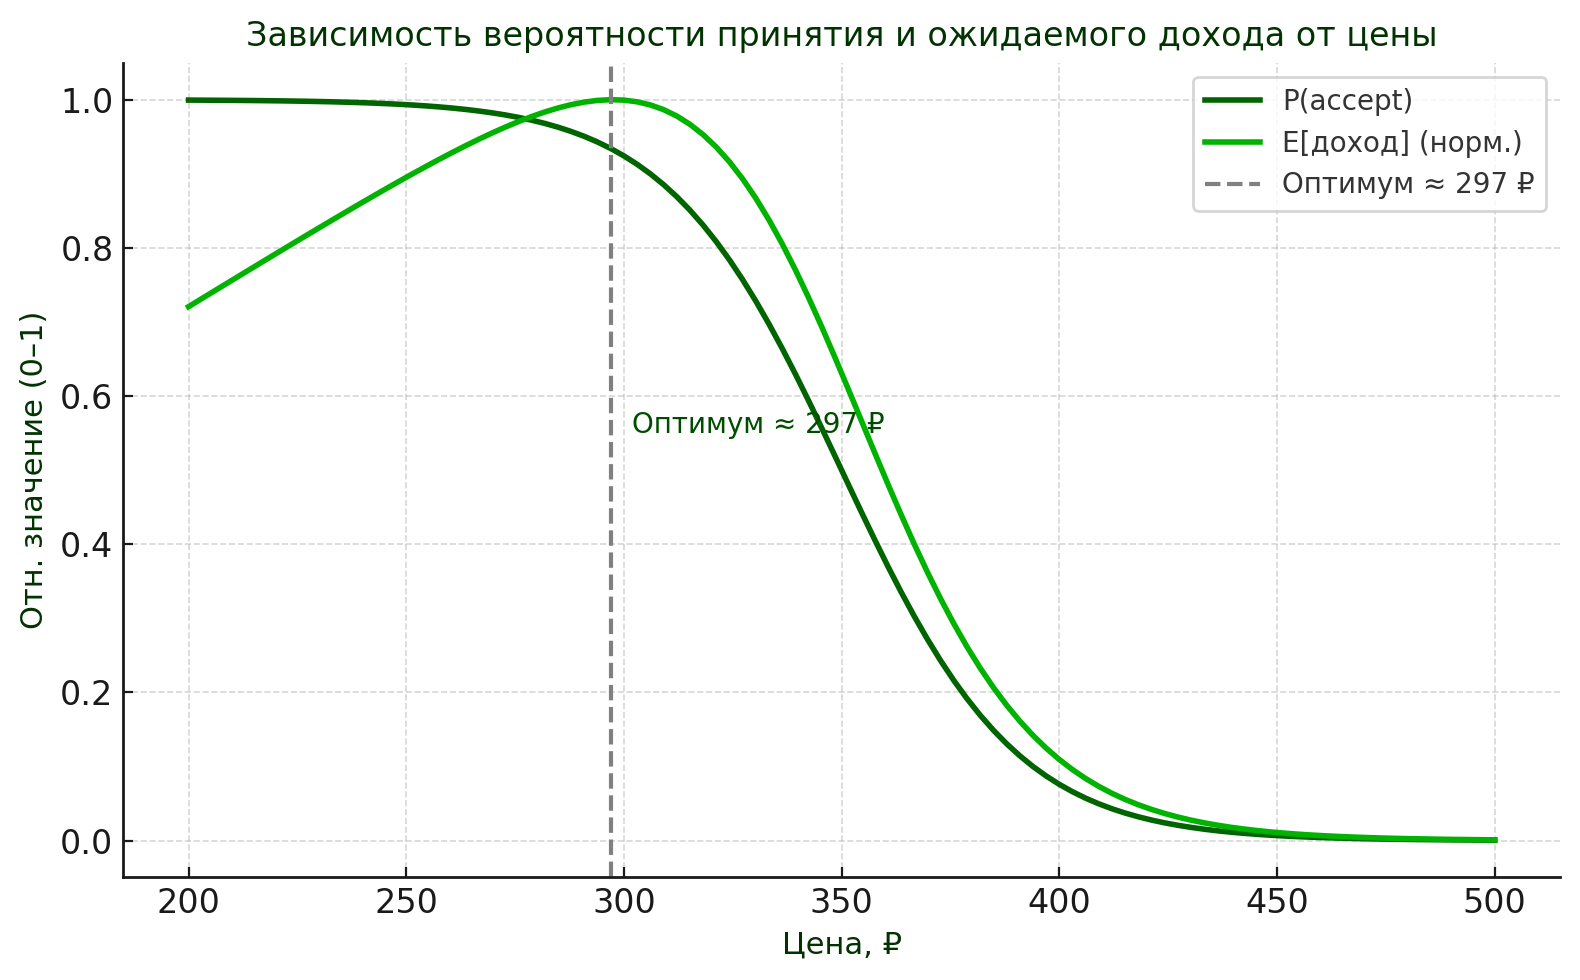 Зависимость вероятности принятия и ожидаемого дохода от цены
P(accept)
E[доход] (норм.)
Оптимум ≈ 297 ₽
Оптимум ≈ 297 ₽
Отн. значение (0–1)
1.0
0.8
0.6
0.4
0.2
0.0
200 250 300 350 400 450 500
Цена, ₽